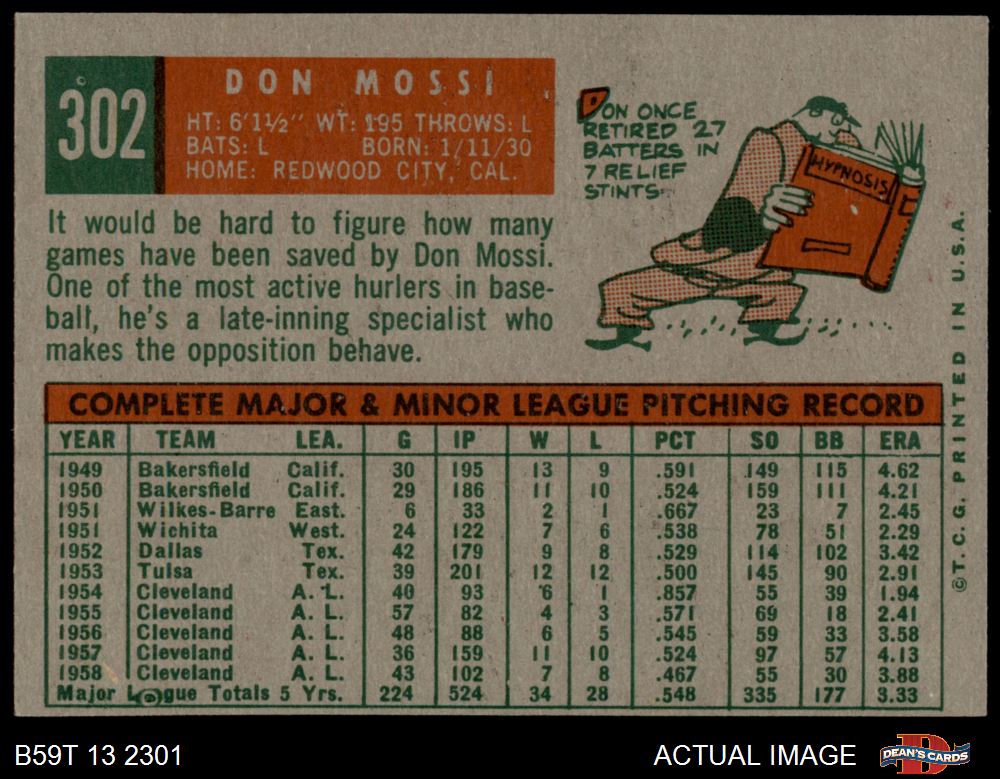 302
DON MOSSI
HT: 6'1½" WT: 195 THROWS: L
BATS: L BORN: 1/11/30
HOME: REDWOOD CITY, CAL.
DON ONCE
RETIRED 27
BATTERS IN
7 RELIEF
STINTS
HYPNOSIS
It would be hard to figure how many
games have been saved by Don Mossi.
One of the most active hurlers in base-
ball, he's a late-inning specialist who
makes the opposition behave.
COMPLETE MAJOR & MINOR LEAGUE PITCHING RECORD
YEAR TEAM LEA. G IP W L PCT SO BB ERA
1949 Bakersfield Calif. 30 195 13 9 .591 149 115 4.62
1950 Bakersfield Calif. 29 186 11 10 .524 159 111 4.21
1951 Wilkes-Barre East. 6 33 2 1 .667 23 7 2.45
1951 Wichita West. 24 122 7 6 .538 78 51 2.29
1952 Dallas Tex. 42 179 9 8 .529 114 102 3.42
1953 Tulsa Tex. 39 201 12 12 .500 145 90 2.91
1954 Cleveland A. L. 40 93 6 1 .857 55 39 1.94
1955 Cleveland A. L. 57 82 4 3 .571 69 18 2.41
1956 Cleveland A. L. 48 88 6 5 .545 59 33 3.58
1957 Cleveland A. L. 36 159 11 10 .524 97 57 4.13
1958 Cleveland A. L. 43 102 7 8 .467 55 30 3.88
Major League Totals 5 Yrs. 224 524 34 28 .548 335 177 3.33
©T. C. G. PRINTED IN U.S.A.
B59T 13 2301
ACTUAL IMAGE
DEAN'S CARDS